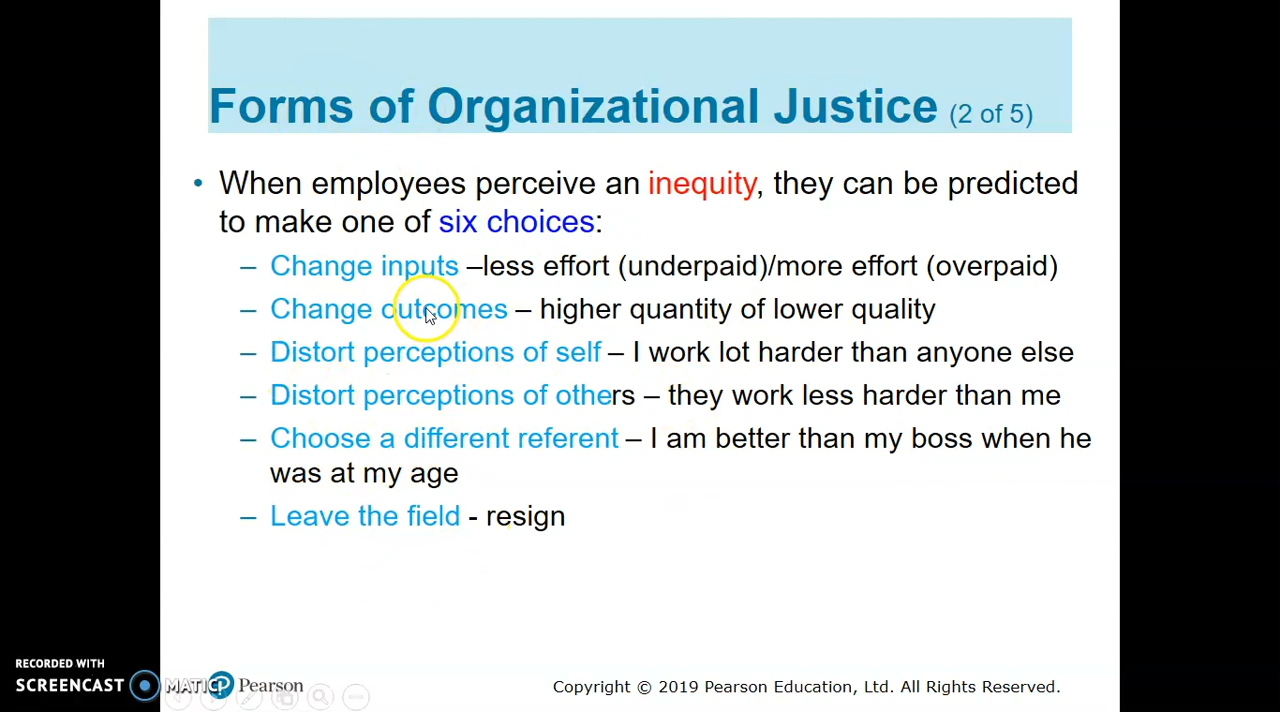 Forms of Organizational Justice (2 of 5)
• When employees perceive an inequity, they can be predicted
to make one of six choices:
– Change inputs –less effort (underpaid)/more effort (overpaid)
– Change outcomes – higher quantity of lower quality
– Distort perceptions of self – I work lot harder than anyone else
– Distort perceptions of others – they work less harder than me
– Choose a different referent – I am better than my boss when he
was at my age
– Leave the field - resign
RECORDED WITH
SCREENCAST MATIC
Pearson
Copyright © 2019 Pearson Education, Ltd. All Rights Reserved.